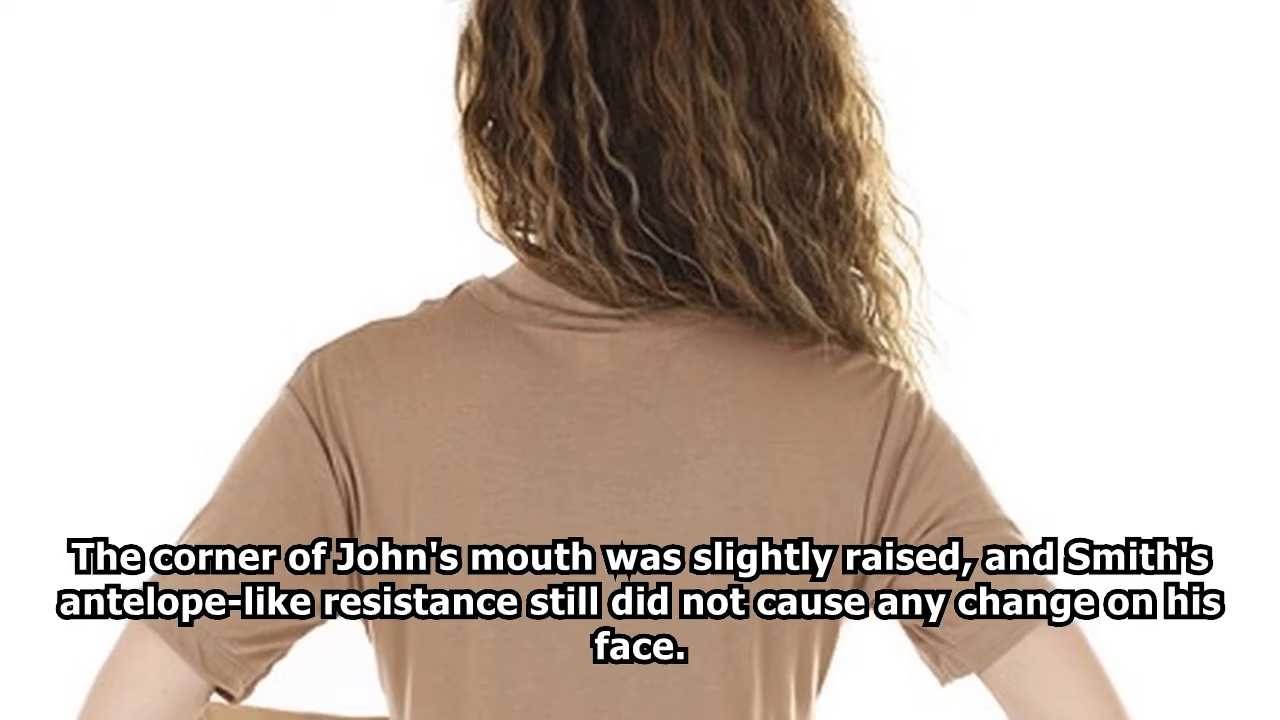 The corner of John's mouth was slightly raised, and Smith's
antelope-like resistance still did not cause any change on his
face.